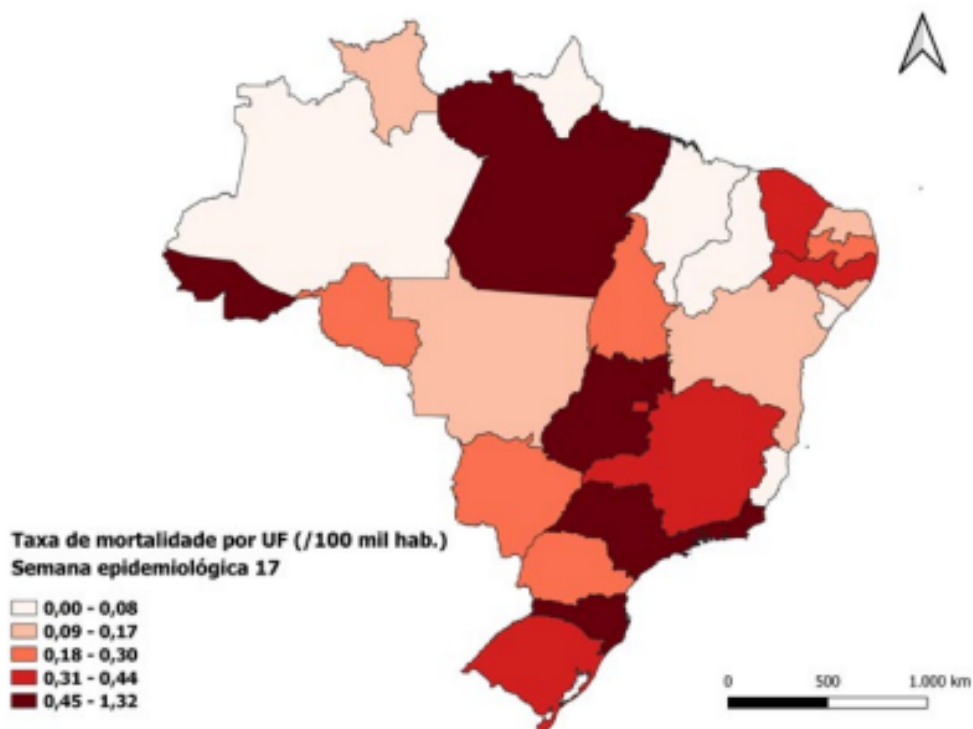 Taxa de mortalidade por UF (/100 mil hab.)
Semana epidemiológica 17
0,00 - 0,08
0,09 - 0,17
0,18 - 0,30
0,31 - 0,44
0,45 - 1,32
0 500 1.000 km